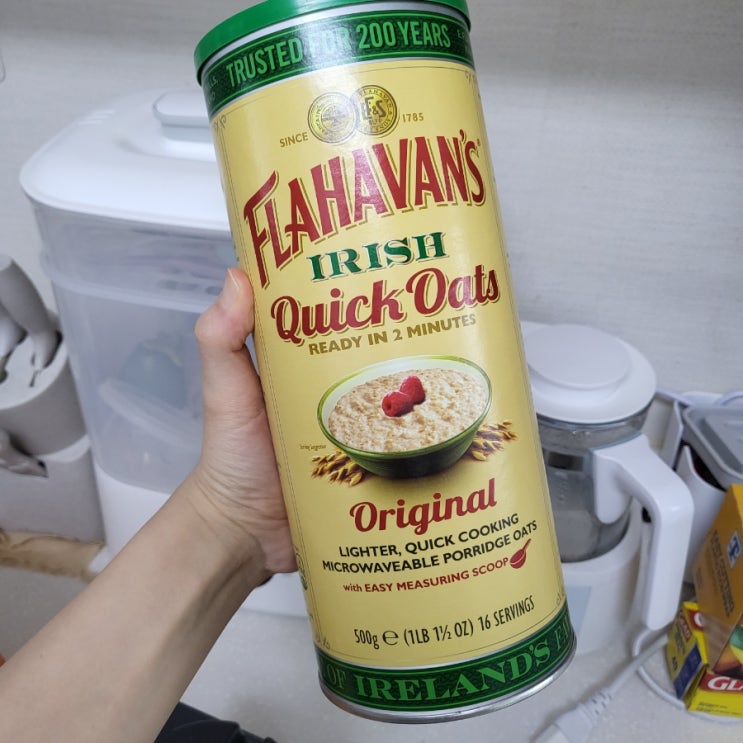 TRUSTED FOR 200 YEARS
SINCE 1785
F&S
FLAHAVAN'S
IRISH
Quick Oats
READY IN 2 MINUTES
Original
LIGHTER, QUICK COOKING
MICROWAVEABLE PORRIDGE OATS
with EASY MEASURING SCOOP
500g e (1LB 1½ OZ) 16 SERVINGS
OF IRELAND'S
GLA